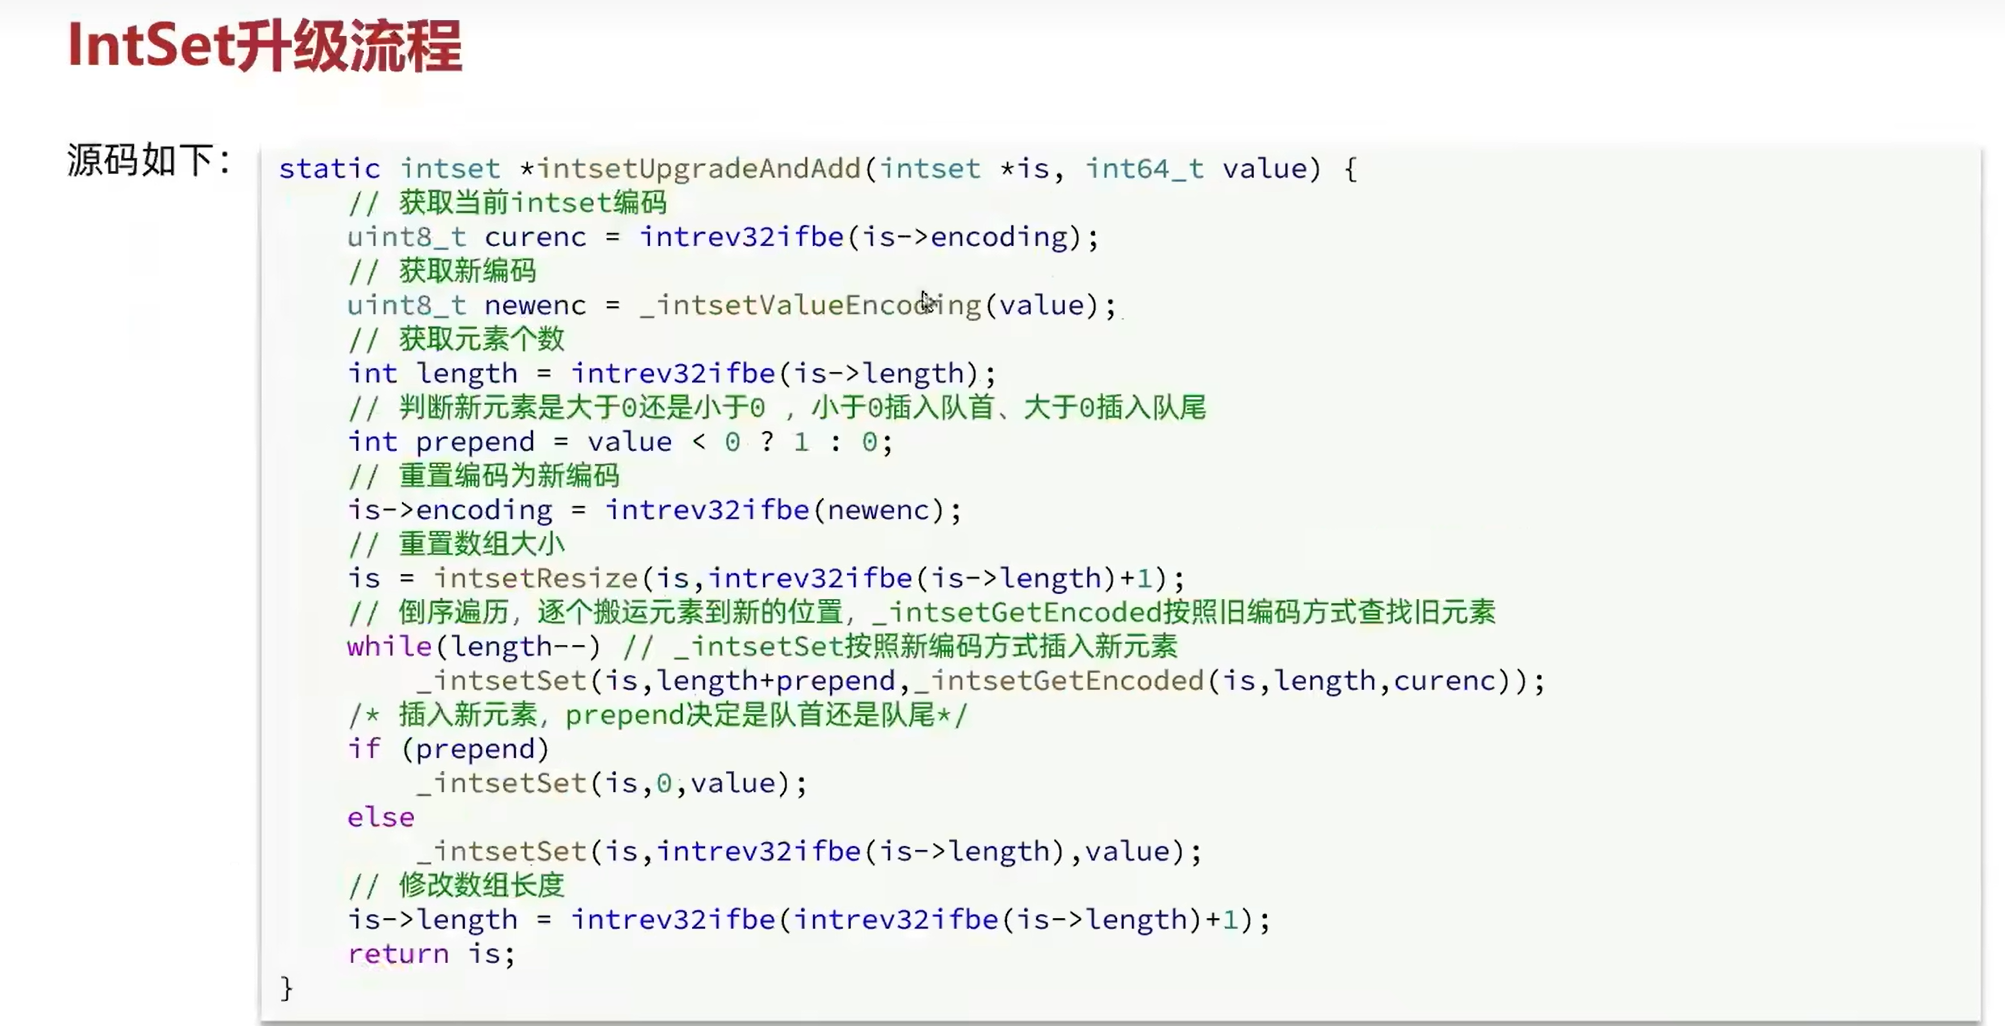 IntSet升级流程
源码如下：
static intset *intsetUpgradeAndAdd(intset *is, int64_t value) {
    // 获取当前intset编码
    uint8_t curenc = intrev32ifbe(is->encoding);
    // 获取新编码
    uint8_t newenc = _intsetValueEncoding(value);
    // 获取元素个数
    int length = intrev32ifbe(is->length);
    // 判断新元素是大于0还是小于0 ，小于0插入队首、大于0插入队尾
    int prepend = value < 0 ? 1 : 0;
    // 重置编码为新编码
    is->encoding = intrev32ifbe(newenc);
    // 重置数组大小
    is = intsetResize(is,intrev32ifbe(is->length)+1);
    // 倒序遍历，逐个搬运元素到新的位置，_intsetGetEncoded按照旧编码方式查找旧元素
    while(length--) // _intsetSet按照新编码方式插入新元素
        _intsetSet(is,length+prepend,_intsetGetEncoded(is,length,curenc));
    /* 插入新元素，prepend决定是队首还是队尾*/
    if (prepend)
        _intsetSet(is,0,value);
    else
        _intsetSet(is,intrev32ifbe(is->length),value);
    // 修改数组长度
    is->length = intrev32ifbe(intrev32ifbe(is->length)+1);
    return is;
}